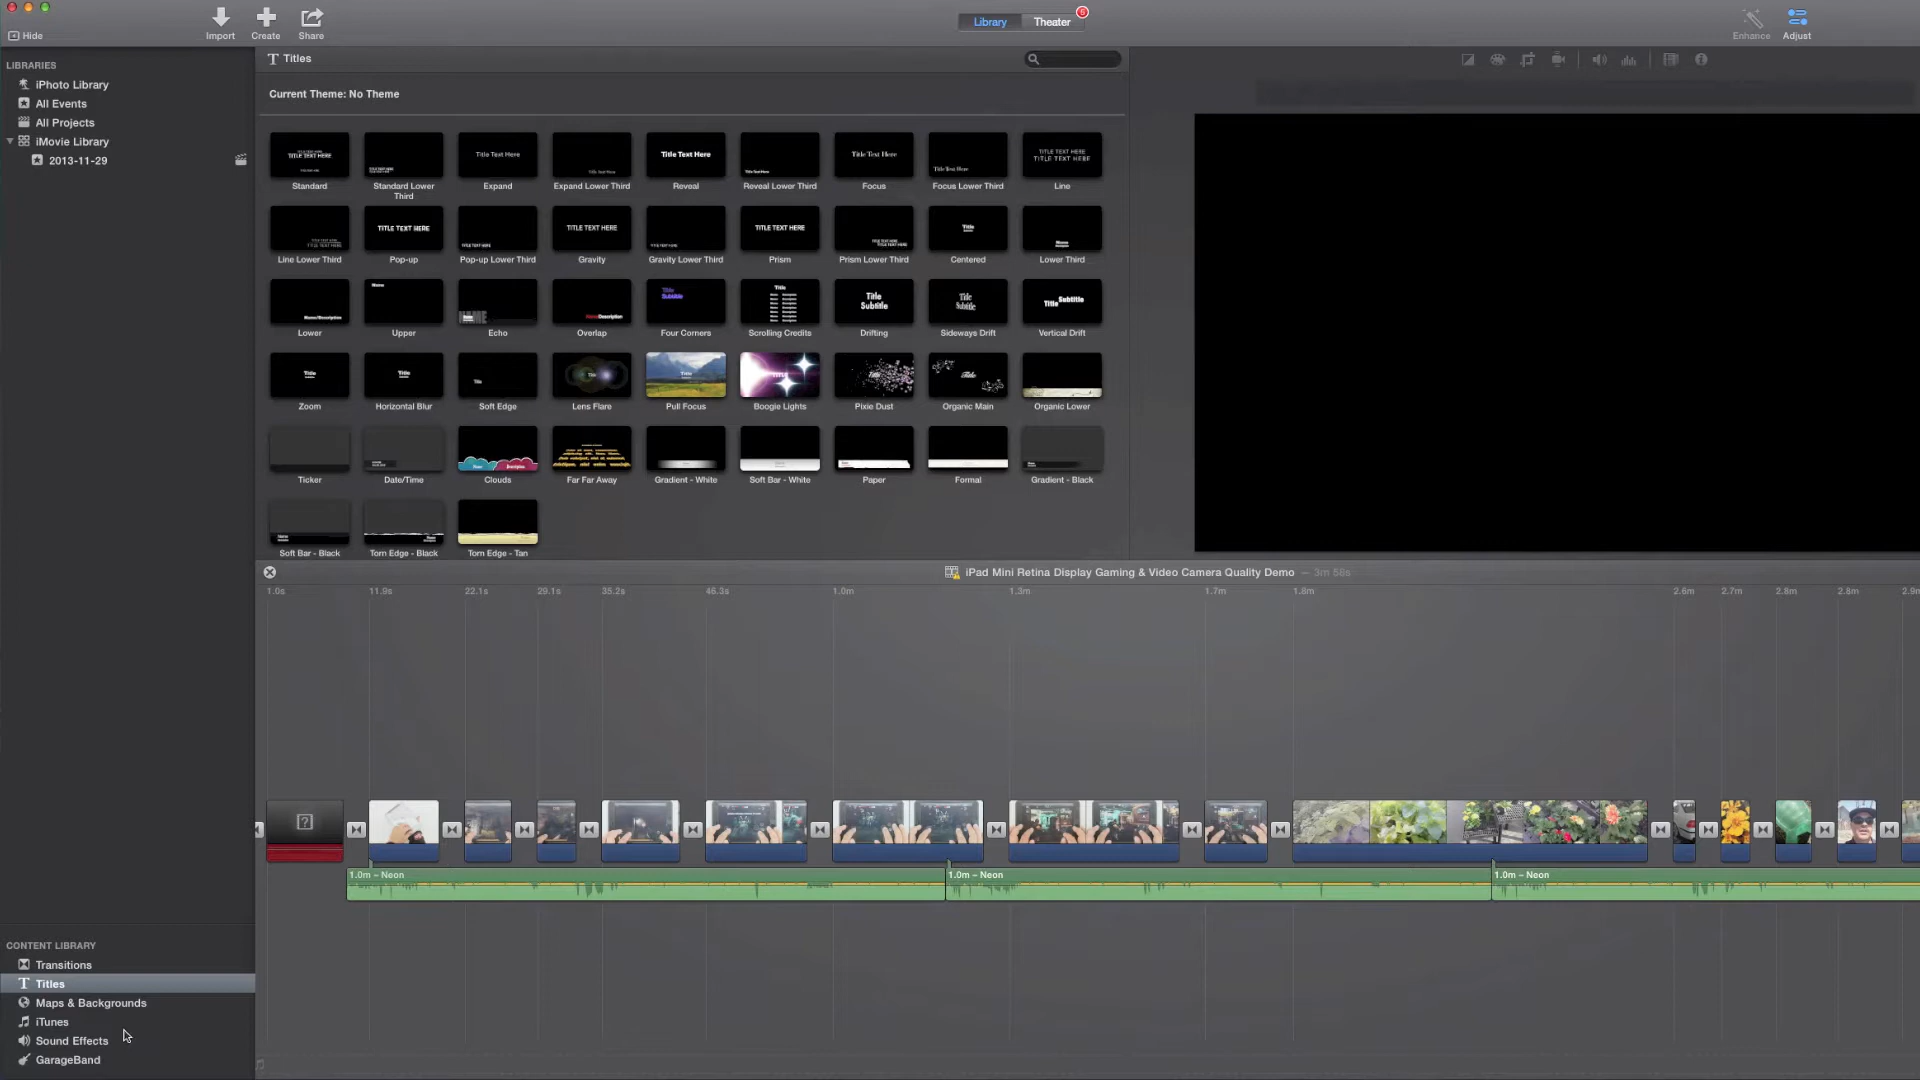 Hide
Import
Create
Share
Library
Theater
6
Enhance
Adjust
LIBRARIES
iPhoto Library
All Events
All Projects
iMovie Library
2013-11-29
Titles
Current Theme: No Theme
Standard
Standard Lower Third
Expand
Expand Lower Third
Reveal
Reveal Lower Third
Focus
Focus Lower Third
Line
Line Lower Third
Pop-up
Pop-up Lower Third
Gravity
Gravity Lower Third
Prism
Prism Lower Third
Centered
Lower Third
Lower
Upper
Echo
Overlap
Four Corners
Scrolling Credits
Drifting
Sideways Drift
Vertical Drift
Zoom
Horizontal Blur
Soft Edge
Lens Flare
Pull Focus
Boogie Lights
Pixie Dust
Organic Main
Organic Lower
Ticker
Date/Time
Clouds
Far Far Away
Gradient - White
Soft Bar - White
Paper
Formal
Gradient - Black
Soft Bar - Black
Torn Edge - Black
Torn Edge - Tan
iPad Mini Retina Display Gaming & Video Camera Quality Demo – 3m 58s
1.0s 11.9s 22.1s 29.1s 35.2s 46.3s 1.0m 1.3m 1.7m 1.8m 2.6m 2.7m 2.8m 2.8m 2.9m
1.0m – Neon
1.0m – Neon
1.0m – Neon
CONTENT LIBRARY
Transitions
Titles
Maps & Backgrounds
iTunes
Sound Effects
GarageBand